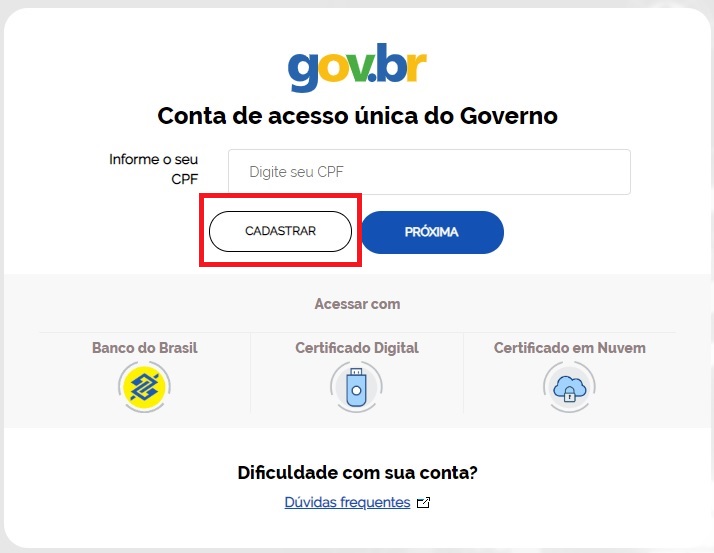 gov.br
Conta de acesso única do Governo
Informe o seu
CPF
Digite seu CPF
CADASTRAR
PRÓXIMA
Acessar com
Banco do Brasil
Certificado Digital
Certificado em Nuvem
Dificuldade com sua conta?
Dúvidas frequentes